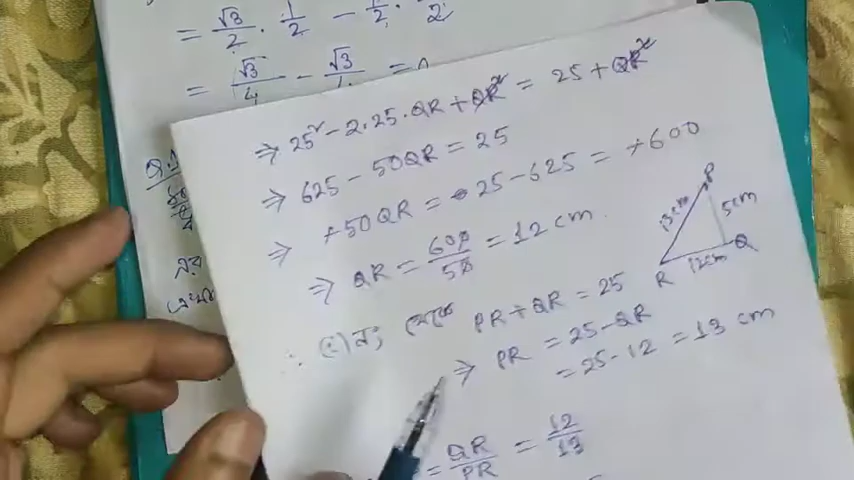 = √3/2 · 1/2 - 1/2 ·
= √3/4 - √3/
⇒ 25² - 2·25·QR + QR² = 25 + QR²
⇒ 625 - 50QR = 25
⇒ +50QR = 25 - 625 = +600
⇒ QR = 600/50 = 12 cm
P
13cm
5cm
Q
12cm
R
PR + QR = 25
⇒ PR = 25 - QR
= 25 - 12 = 13 cm
= QR/PR = 12/13